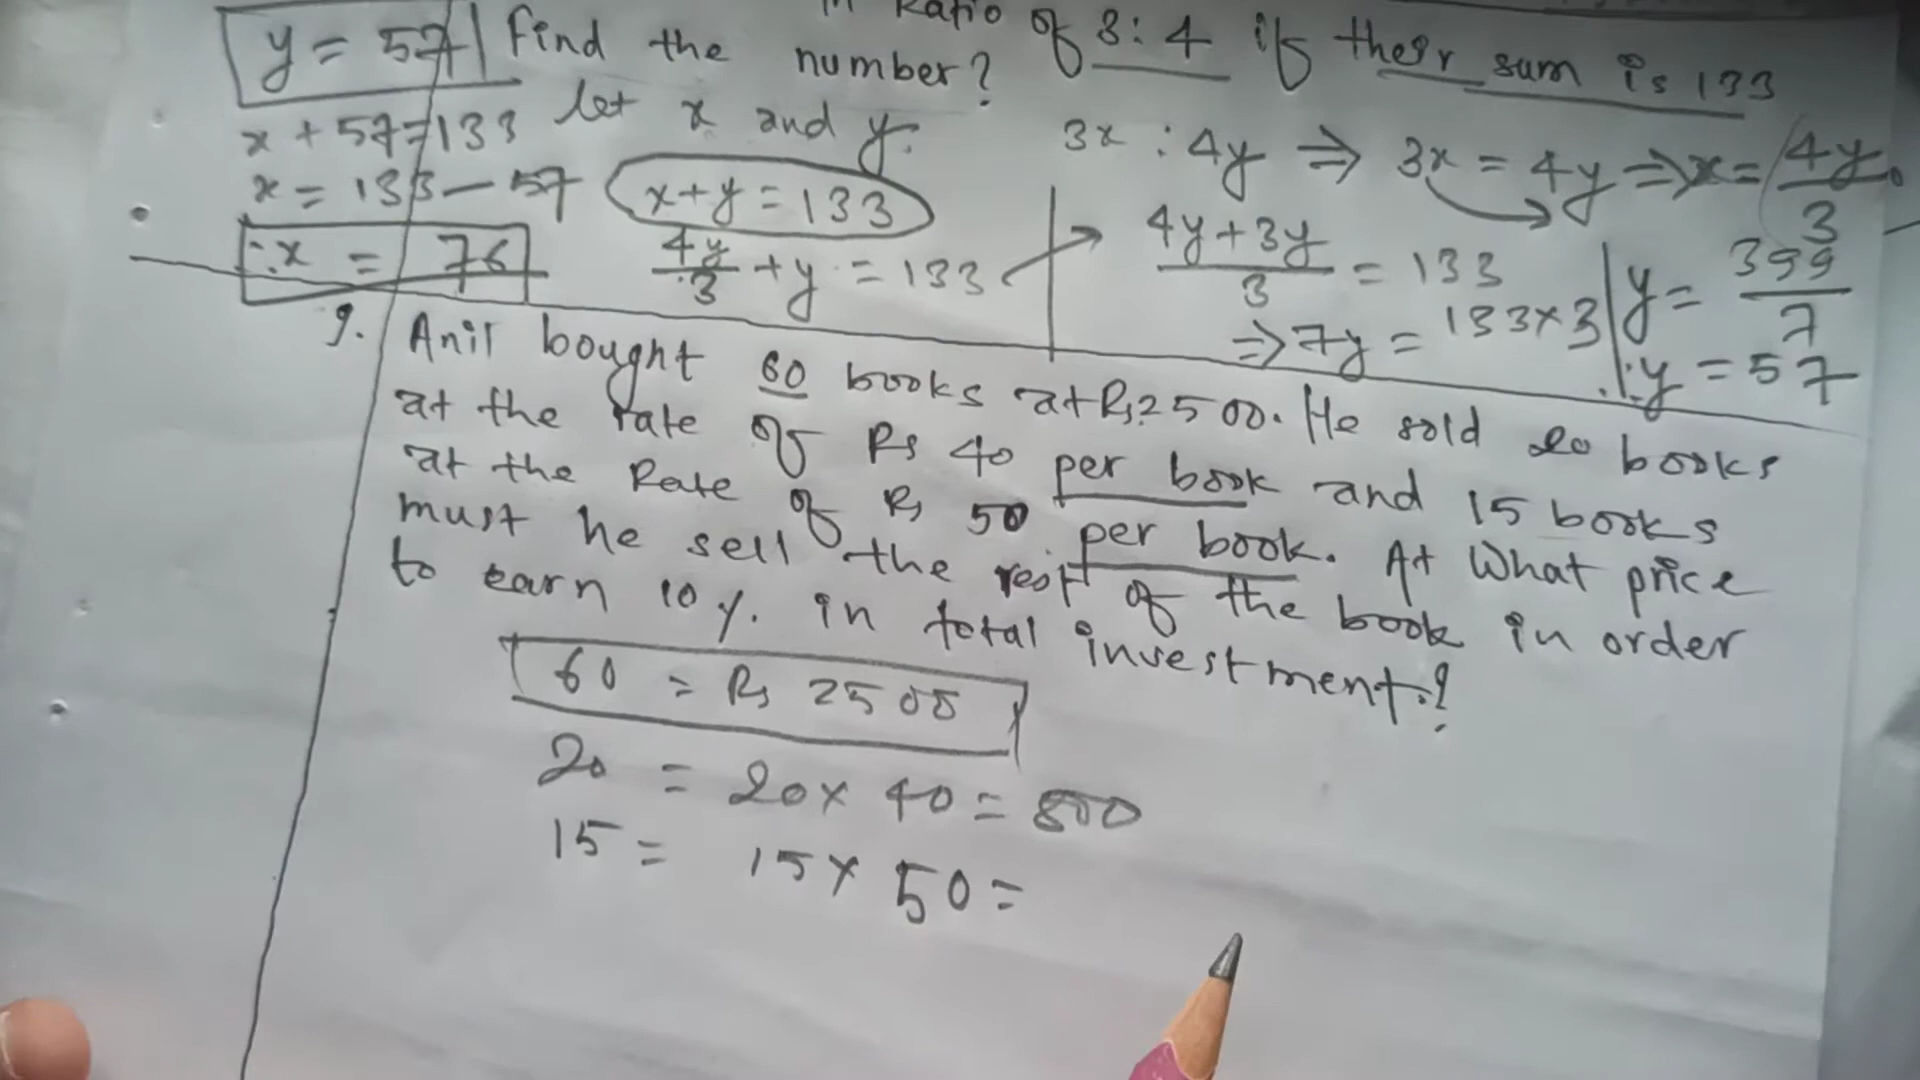 in Ratio of 3:4 if their sum is 133
y = 57 Find the number?
let x and y.
x + 57 = 133
x = 133 - 57
∴ x = 76
x + y = 133
4y/3 + y = 133
3x : 4y ⇒ 3x = 4y ⇒ x = 4y/3
(4y + 3y)/3 = 133
⇒ 7y = 133 × 3
y = 399/7
∴ y = 57
9. Anil bought 60 books at Rs 2500. He sold 20 books
at the rate of Rs 40 per book and 15 books
at the Rate of Rs 50 per book. At What price
must he sell the rest of the book in order
to earn 10%. in total investment.?
60 = Rs 2500
20 = 20 × 40 = 800
15 = 15 × 50 =